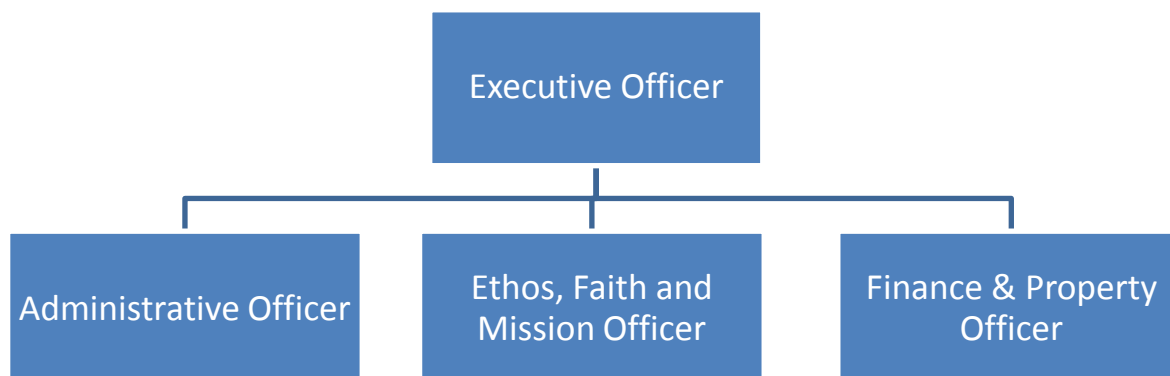 Executive Officer
Administrative Officer
Ethos, Faith and
Mission Officer
Finance & Property
Officer